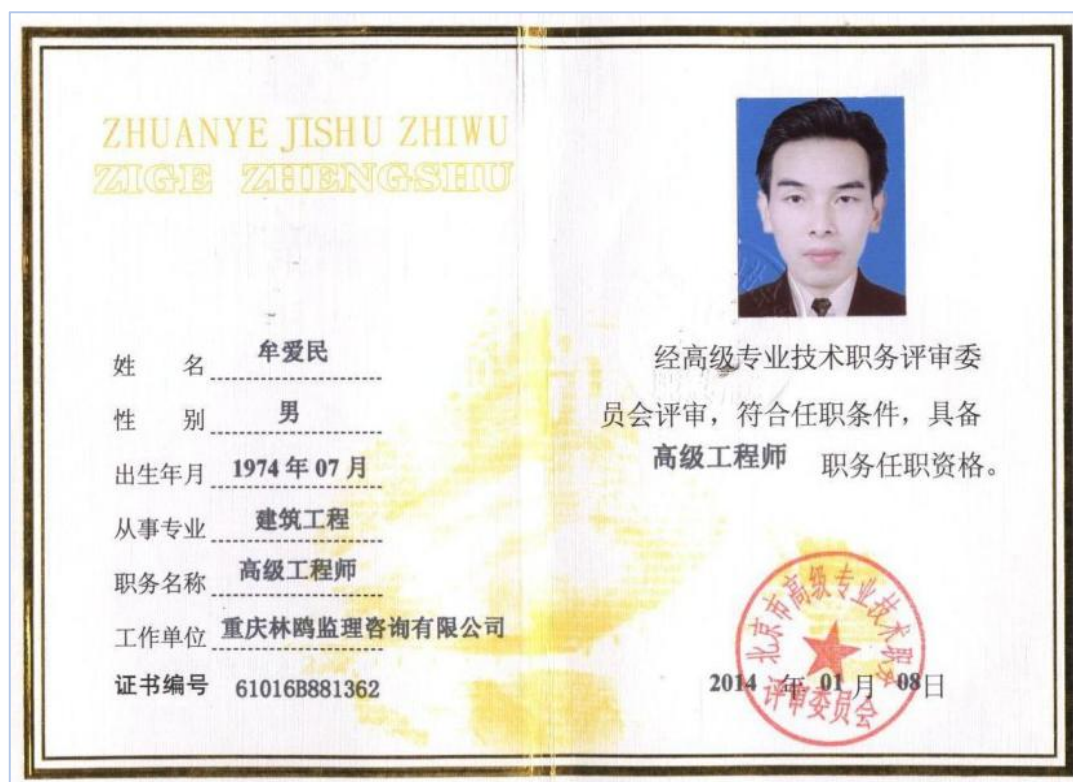 ZHUANYE JISHU ZHIWU
ZIGE ZHENGSHU
姓 名 牟爱民
性 别 男
出生年月 1974年07月
从事专业 建筑工程
职务名称 高级工程师
工作单位 重庆林鸥监理咨询有限公司
证书编号 61016B881362
经高级专业技术职务评审委
员会评审，符合任职条件，具备
高级工程师 职务任职资格。
北京市高级专业技术职务
评审委员会
2014 年 01 月 08日